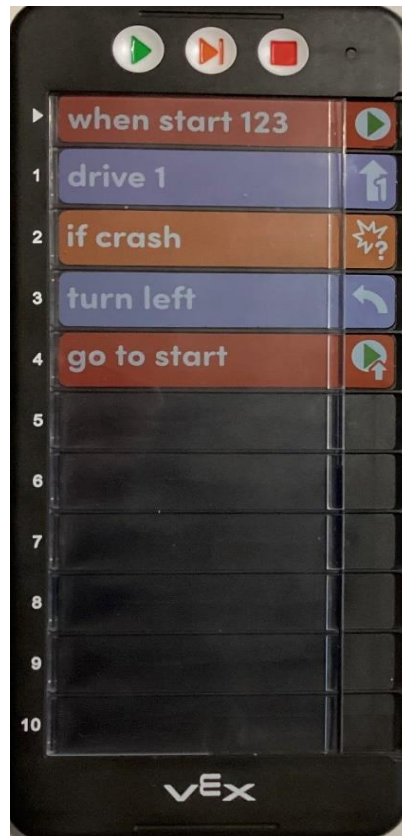 when start 123
1 drive 1 1
2 if crash ?
3 turn left
4 go to start
5
6
7
8
9
10
vex